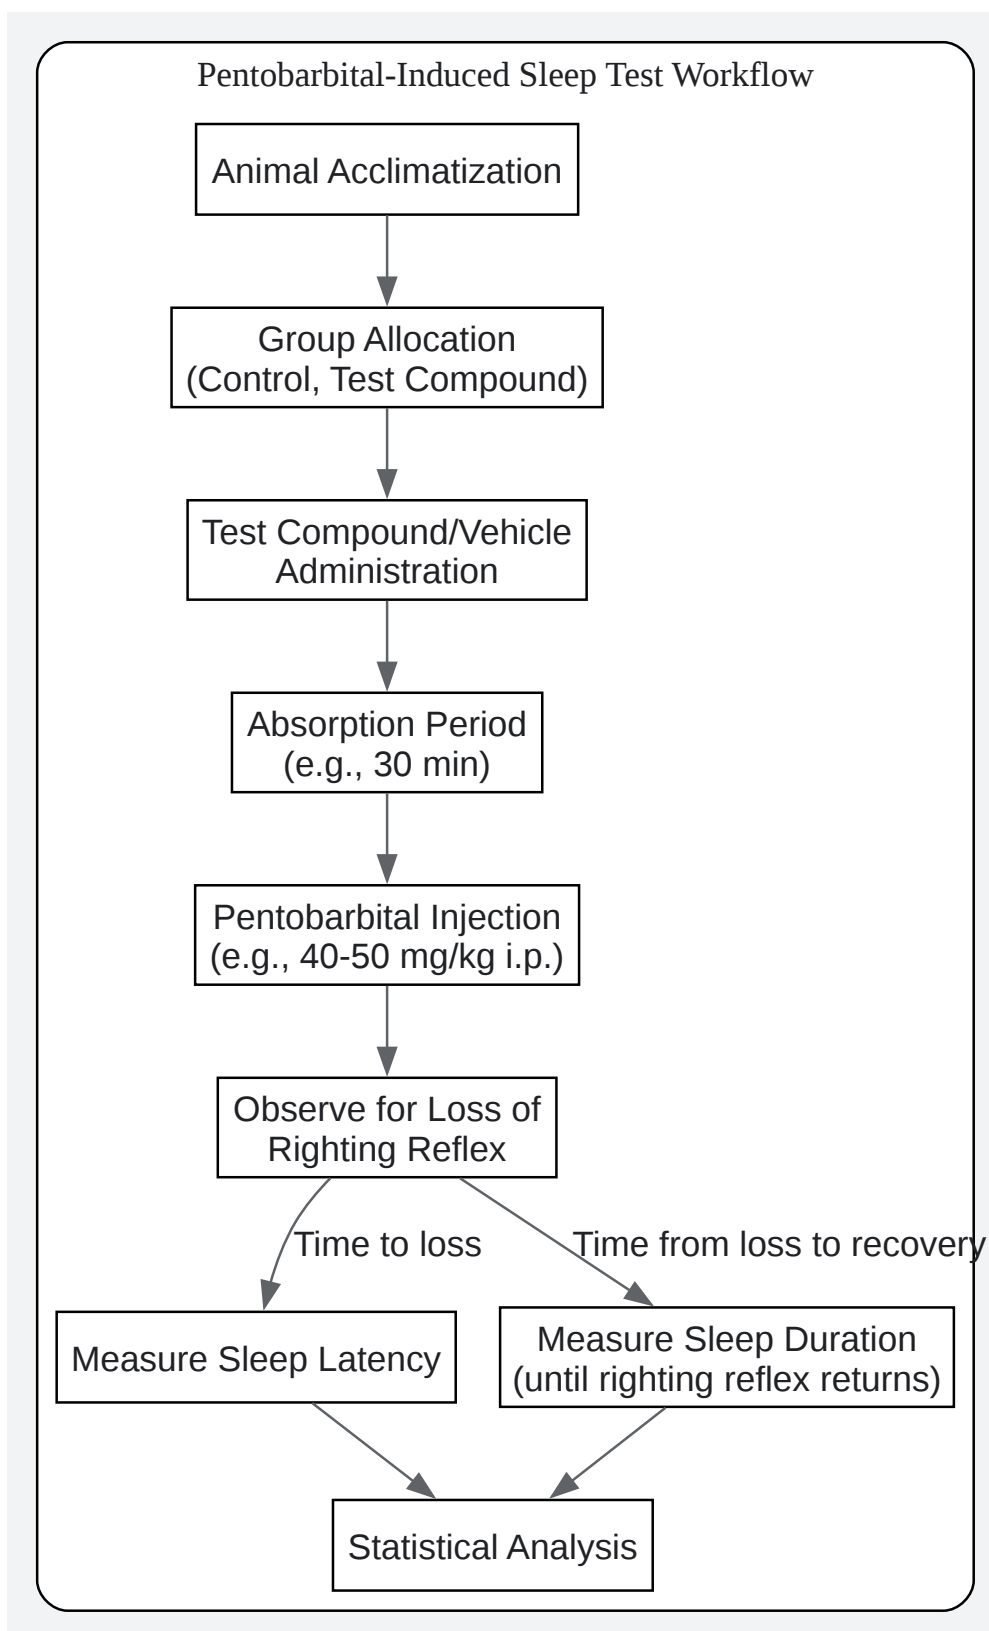 Pentobarbital-Induced Sleep Test Workflow
Animal Acclimatization
Group Allocation
(Control, Test Compound)
Test Compound/Vehicle
Administration
Absorption Period
(e.g., 30 min)
Pentobarbital Injection
(e.g., 40-50 mg/kg i.p.)
Observe for Loss of
Righting Reflex
Time to loss
Time from loss to recovery
Measure Sleep Latency
Measure Sleep Duration
(until righting reflex returns)
Statistical Analysis